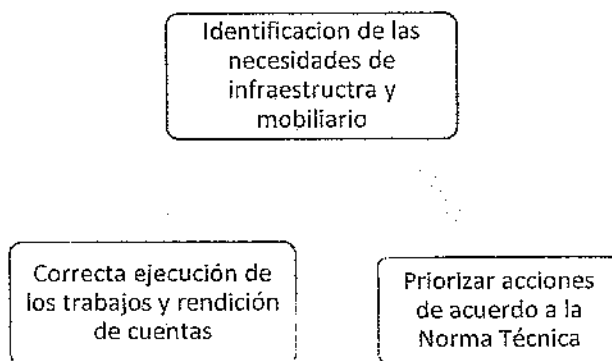 Identificacion de las
necesidades de
infraestructra y
mobiliario
Correcta ejecución de
los trabajos y rendición
de cuentas
Priorizar acciones
de acuerdo a la
Norma Técnica